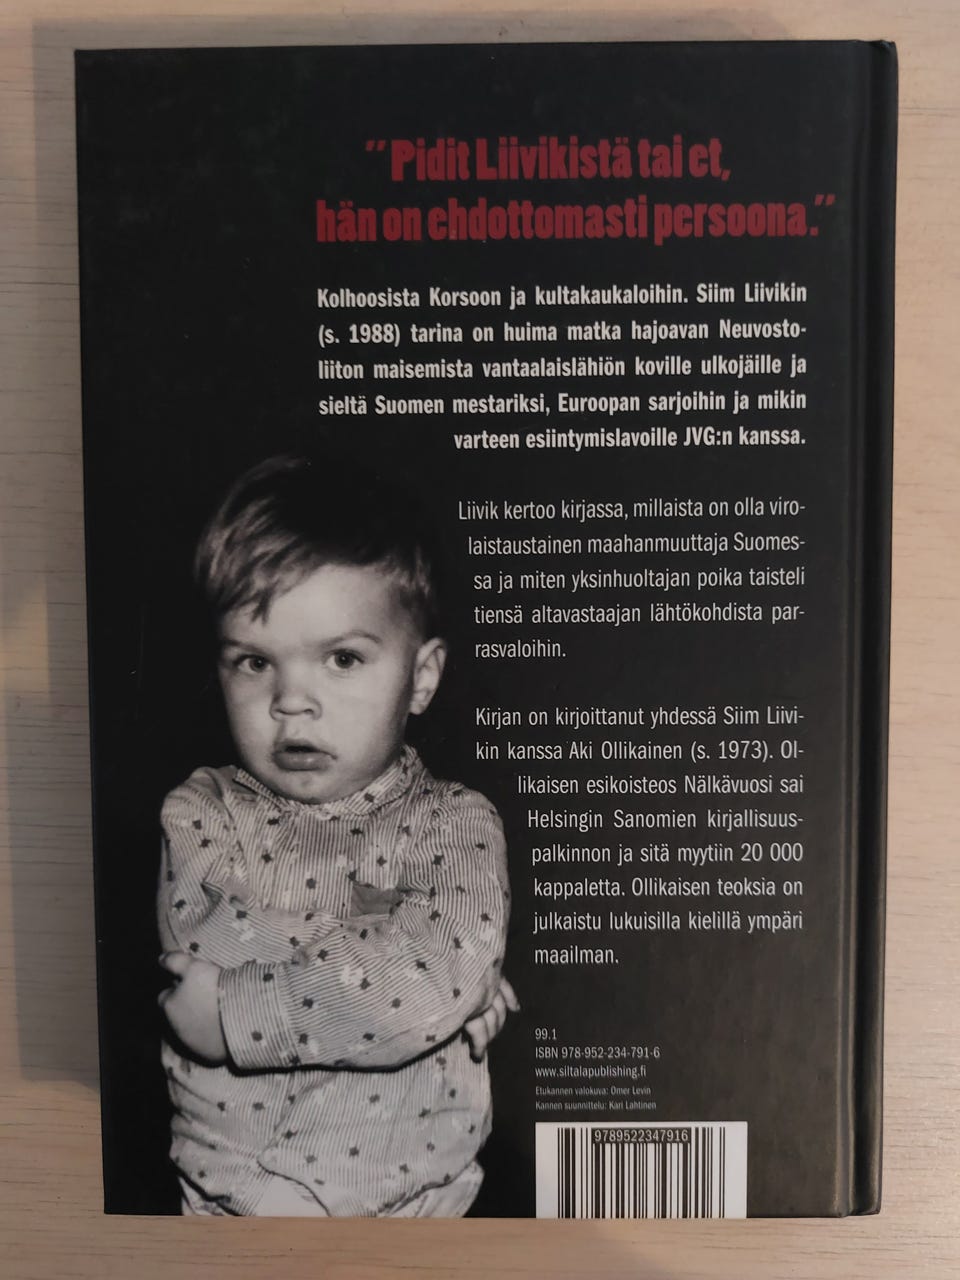 "Pidit Liivikistä tai et,
hän on ehdottomasti persoona."
Kolhoosista Korsoon ja kultakaukaloihin. Siim Liivikin
(s. 1988) tarina on huima matka hajoavan Neuvosto-
liiton maisemista vantaalaislähiön koville ulkojäille ja
sieltä Suomen mestariksi, Euroopan sarjoihin ja mikin
varteen esiintymislavoille JVG:n kanssa.
Liivik kertoo kirjassa, millaista on olla viro-
laistaustainen maahanmuuttaja Suomes-
sa ja miten yksinhuoltajan poika taisteli
tiensä altavastaajan lähtökohdista par-
rasvaloihin.
Kirjan on kirjoittanut yhdessä Siim Liivi-
kin kanssa Aki Ollikainen (s. 1973). Ol-
likaisen esikoisteos Nälkävuosi sai
Helsingin Sanomien kirjallisuus-
palkinnon ja sitä myytiin 20 000
kappaletta. Ollikaisen teoksia on
julkaistu lukuisilla kielillä ympäri
maailman.
99.1
ISBN 978-952-234-791-6
www.siltalapublishing.fi
Etukannen valokuva: Omer Levin
Kannen suunnittelu: Kari Lahtinen
9789522347916